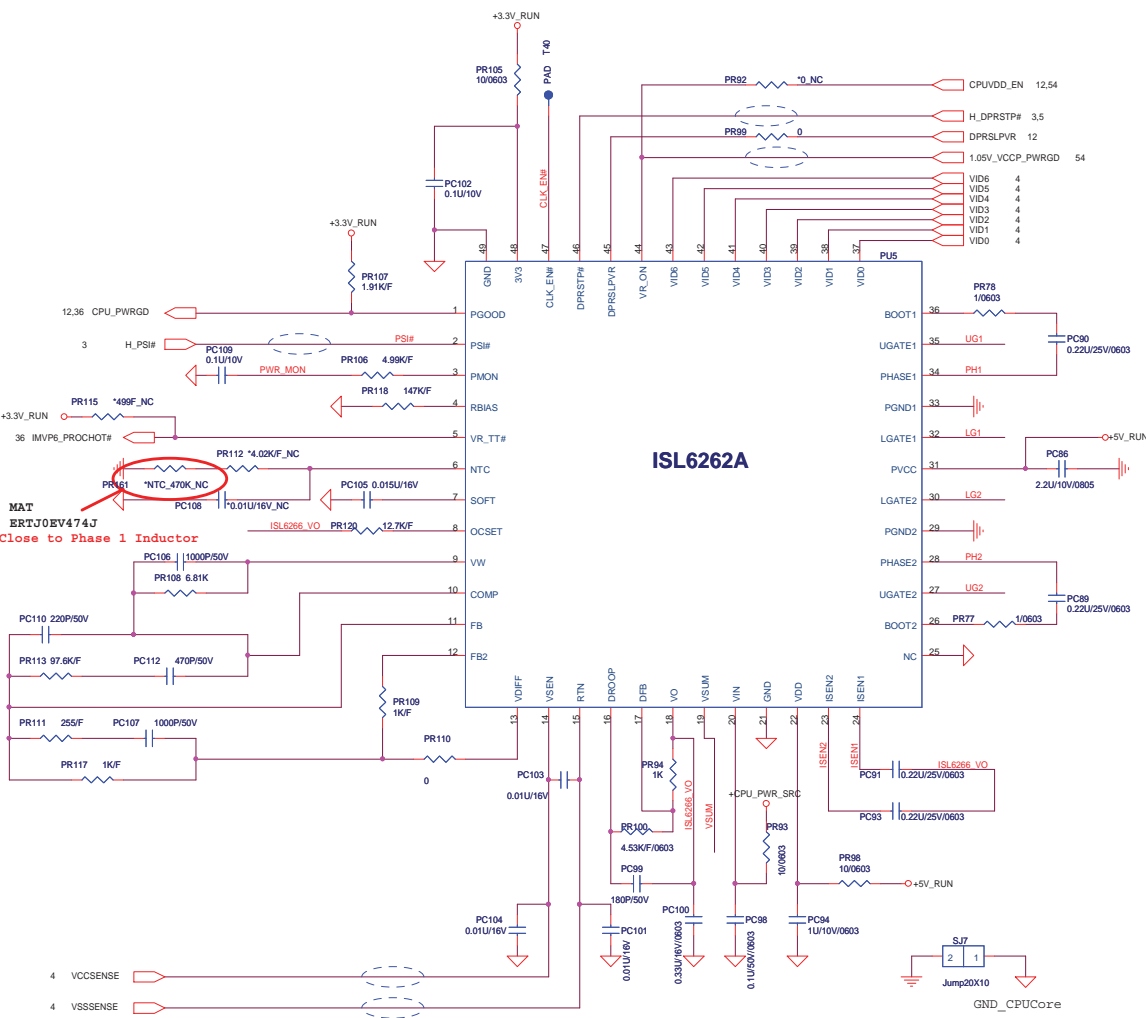 +3.3V_RUN
PR105
10/0603
PAD T40
PR92 *0_NC
CPUVDD_EN 12,54
H_DPRSTP# 3,5
PR99 0
DPRSLPVR 12
1.05V_VCCP_PWRGD 54
PC102
0.1U/10V
CLK_EN#
VID6 4
VID5 4
VID4 4
VID3 4
VID2 4
VID1 4
VID0 4
+3.3V_RUN
PR107
1.91K/F
49 48 47 46 45 44 43 42 41 40 39 38 37
PU5
GND 3V3 CLK_EN# DPRSTP# DPRSLPVR VR_ON VID6 VID5 VID4 VID3 VID2 VID1 VID0
12,36 CPU_PWRGD
1 PGOOD
3 H_PSI#
PSI#
2 PSI#
PC109
0.1U/10V
PWR_MON
PR106 4.99K/F
3 PMON
PR118 147K/F
4 RBIAS
+3.3V_RUN
PR115 *499F_NC
36 IMVP6_PROCHOT#
5 VR_TT#
PR112 *4.02K/F_NC
6 NTC
PR161 *NTC_470K_NC
PC108 *0.01U/16V_NC
PC105 0.015U/16V
7 SOFT
MAT
ERTJ0EV474J
Close to Phase 1 Inductor
ISL6266_VO PR120 12.7K/F
8 OCSET
PC106 1000P/50V
9 VW
PR108 6.81K
10 COMP
PC110 220P/50V
11 FB
PR113 97.6K/F
PC112 470P/50V
12 FB2
PR109
1K/F
PR111 255/F
PC107 1000P/50V
PR117 1K/F
PR110
0
ISL6262A
BOOT1 36
PR78
1/0603
UGATE1 35 UG1
PC90
0.22U/25V/0603
PHASE1 34 PH1
PGND1 33
LGATE1 32 LG1
+5V_RUN
PVCC 31
PC86
2.2U/10V/0805
LGATE2 30 LG2
PGND2 29
PHASE2 28 PH2
UGATE2 27 UG2
PC89
0.22U/25V/0603
BOOT2 26 PR77 1/0603
NC 25
VDIFF VSEN RTN DROOP DFB VO VSUM VIN GND VDD ISEN2 ISEN1
13 14 15 16 17 18 19 20 21 22 23 24
PC103
0.01U/16V
PR94
1K
ISL6266_VO
VSUM
+CPU_PWR_SRC
ISEN2
ISEN1
PC91 0.22U/25V/0603
ISL6266_VO
PC93 0.22U/25V/0603
PR100
4.53K/F/0603
PR93
10/0603
PC99
180P/50V
PR98
10/0603
+5V_RUN
PC104
0.01U/16V
PC101
0.01U/16V
PC100
0.33U/16V/0603
PC98
0.1U/50V/0603
PC94
1U/10V/0603
SJ7
2 1
Jump20X10
GND_CPUCore
4 VCCSENSE
4 VSSSENSE